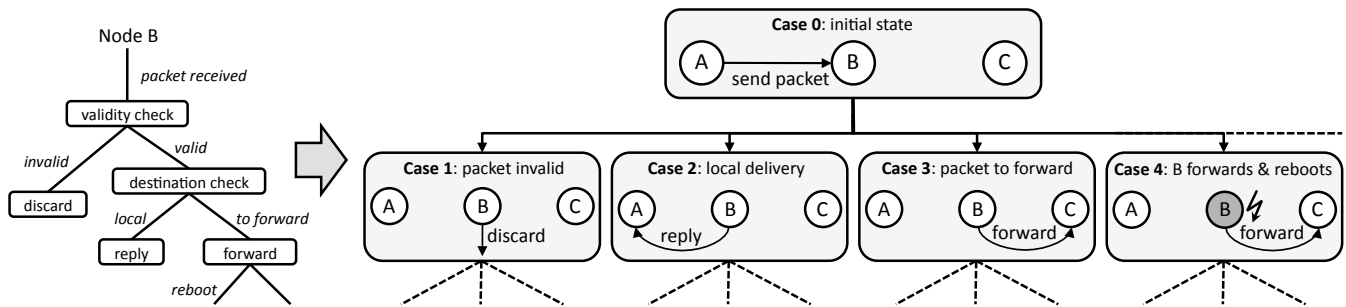 Node B
packet received
validity check
invalid
valid
discard
destination check
local
to forward
reply
forward
reboot
Case 0: initial state
A
B
C
send packet
Case 1: packet invalid
A
B
C
discard
Case 2: local delivery
A
B
C
reply
Case 3: packet to forward
A
B
C
forward
Case 4: B forwards & reboots
A
B
C
forward